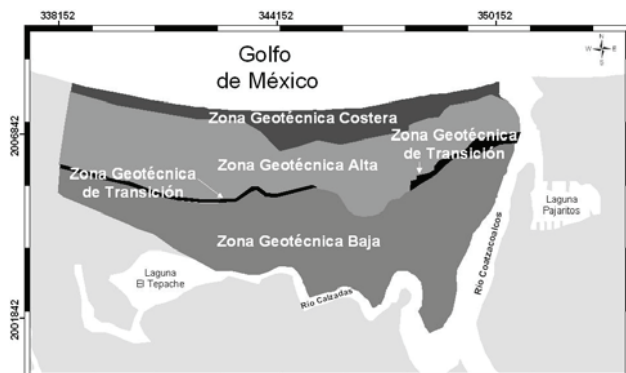 338152
344152
350152
Golfo
de México
N
W
E
S
2006842
2001842
Zona Geotécnica Costera
Zona Geotécnica
de Transición
Zona Geotécnica Alta
Zona Geotécnica
de Transición
Zona Geotécnica Baja
Laguna
Pajaritos
Laguna
El Tepache
Río Calzadas
Río Coatzacoalcos